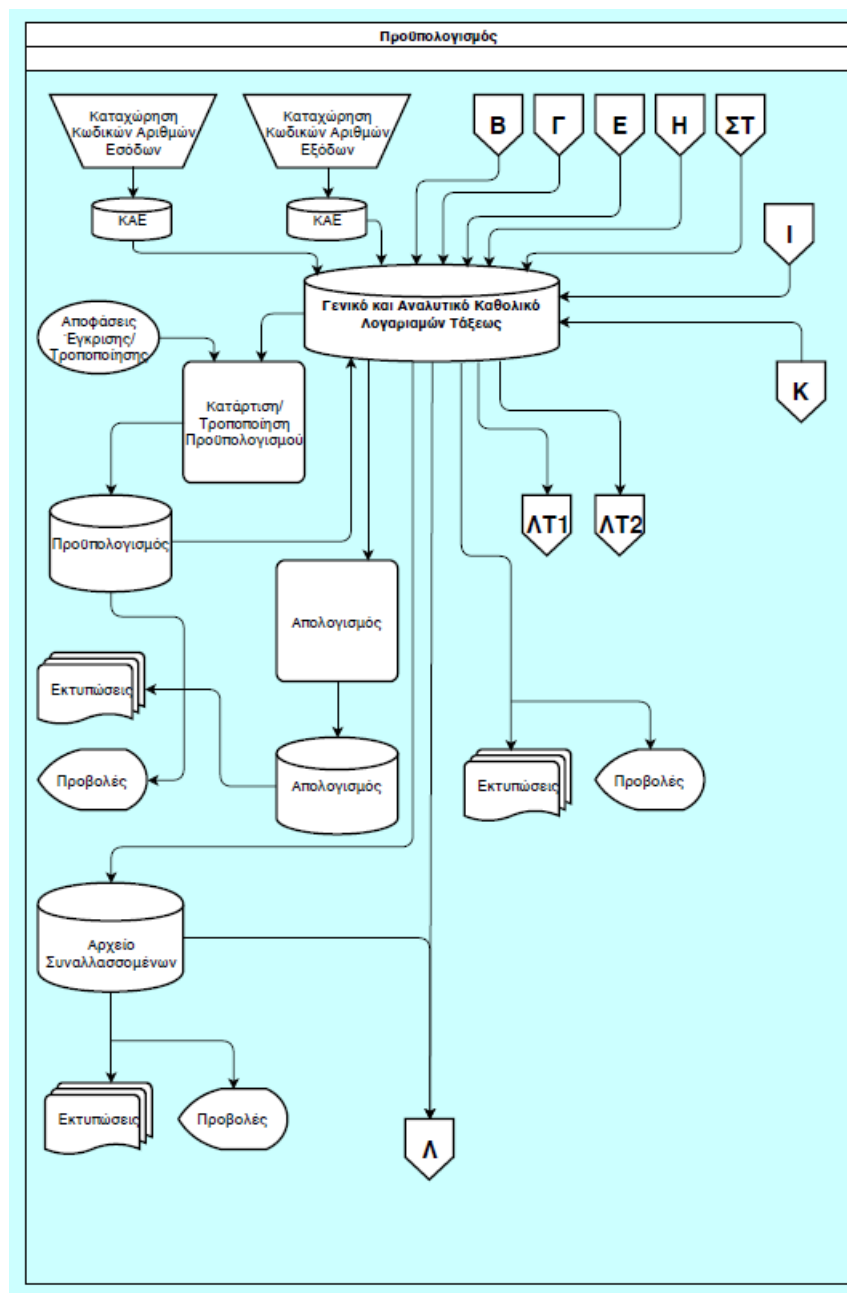 Προϋπολογισμός
Καταχώρηση
Κωδικών Αριθμών
Εσόδων
Καταχώρηση
Κωδικών Αριθμών
Εξόδων
Β
Γ
Ε
Η
ΣΤ
ΚΑΕ
ΚΑΕ
Ι
Γενικό και Αναλυτικό Καθολικό
Λογαριαμών Τάξεως
Αποφάσεις
Έγκρισης/
Τροποποίησης
Κ
Κατάρτιση/
Τροποποίηση
Προϋπολογισμού
ΛΤ1
ΛΤ2
Προϋπολογισμός
Απολογισμός
Εκτυπώσεις
Προβολές
Απολογισμός
Εκτυπώσεις
Προβολές
Αρχείο
Συναλλασσομένων
Εκτυπώσεις
Προβολές
Λ